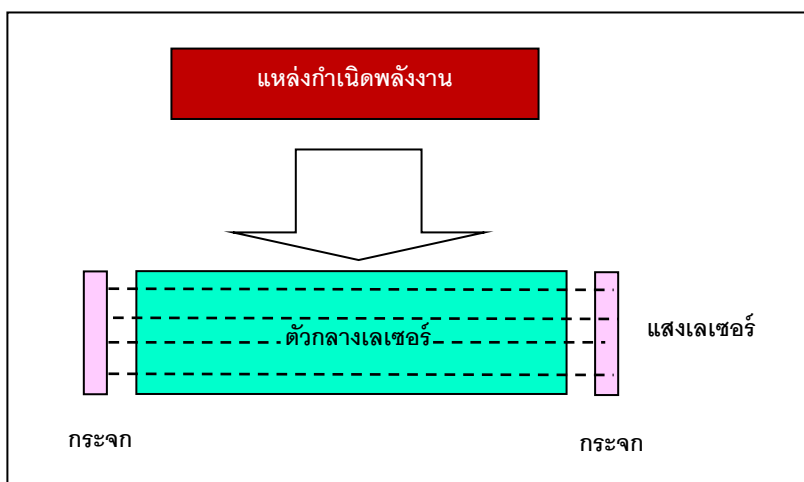 แหล่งกำเนิดพลังงาน
ตัวกลางเลเซอร์
แสงเลเซอร์
กระจก
กระจก